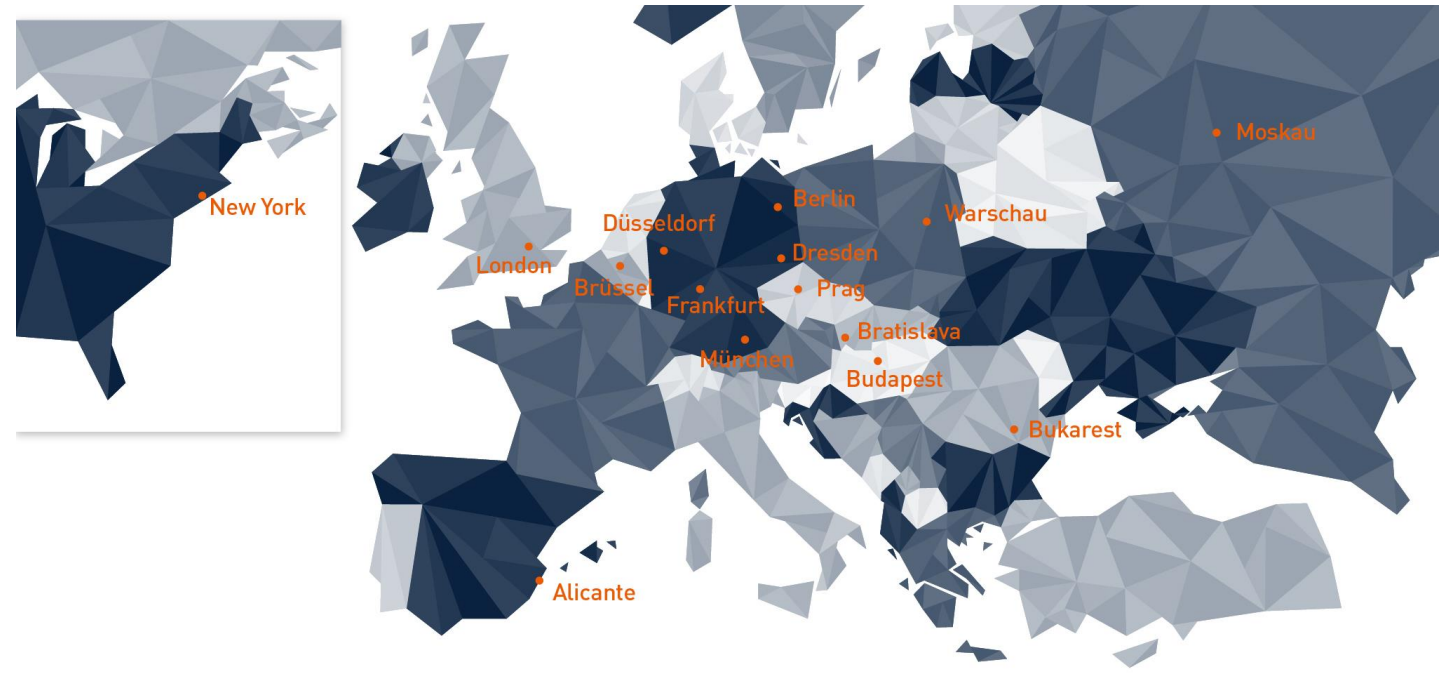 Moskau
New York
Berlin
Warschau
Düsseldorf
London
Dresden
Brüssel
Frankfurt
Prag
München
Bratislava
Budapest
Bukarest
Alicante